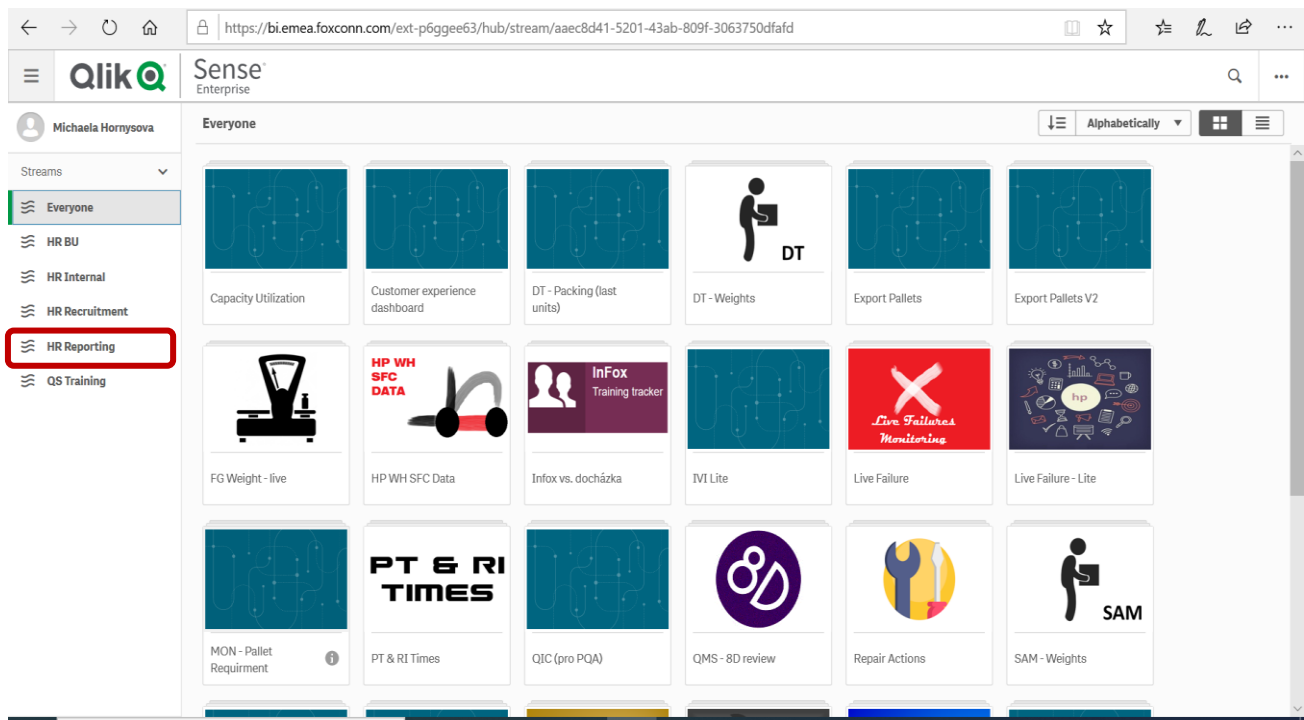 https://bi.emea.foxconn.com/ext-p6ggee63/hub/stream/aaec8d41-5201-43ab-809f-3063750dfafd
Qlik Sense
Enterprise
Michaela Hornysova
Everyone
Alphabetically
Streams
Everyone
HR BU
HR Internal
HR Recruitment
HR Reporting
QS Training
DT
Capacity Utilization
Customer experience
dashboard
DT - Packing (last
units)
DT - Weights
Export Pallets
Export Pallets V2
HP WH
SFC
DATA
InFox
Training tracker
Live Failures
Monitoring
hp
FG Weight - live
HP WH SFC Data
Infox vs. docházka
IVI Lite
Live Failure
Live Failure - Lite
PT & RI
TIMES
8D
SAM
MON - Pallet
Requirment
PT & RI Times
QIC (pro PQA)
QMS - 8D review
Repair Actions
SAM - Weights